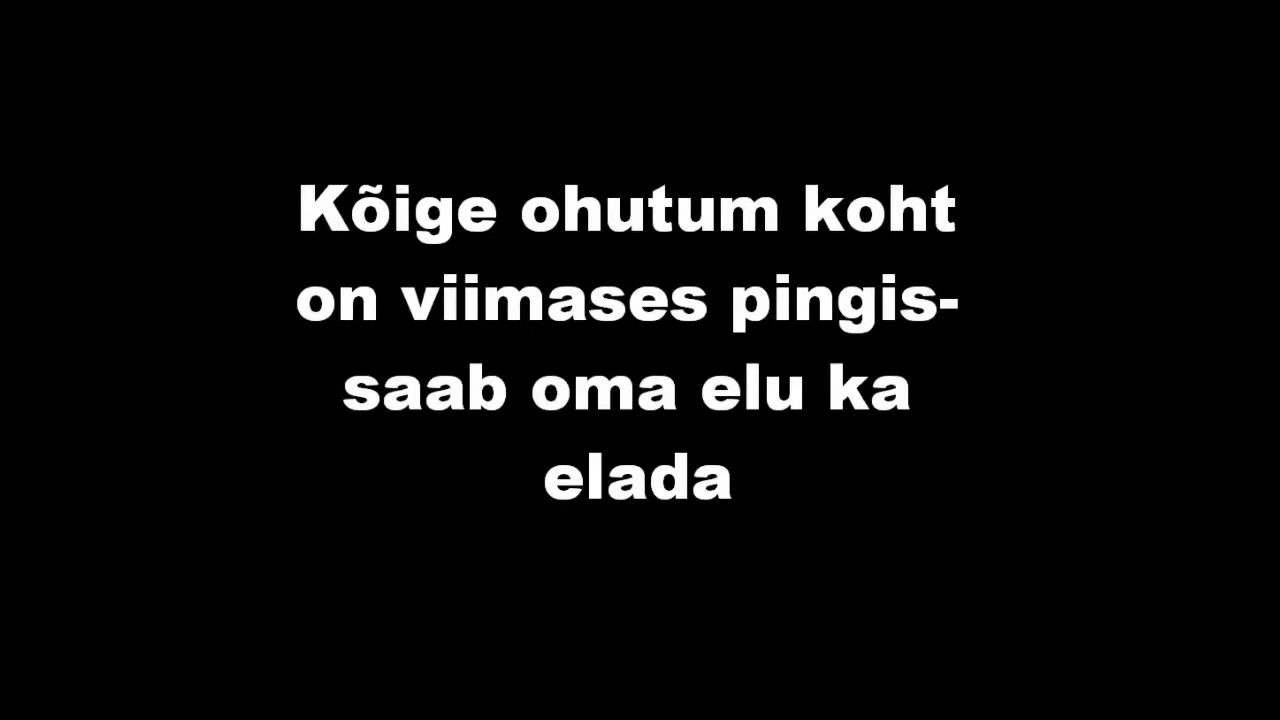 Kõige ohutum koht
on viimases pingis-
saab oma elu ka
elada